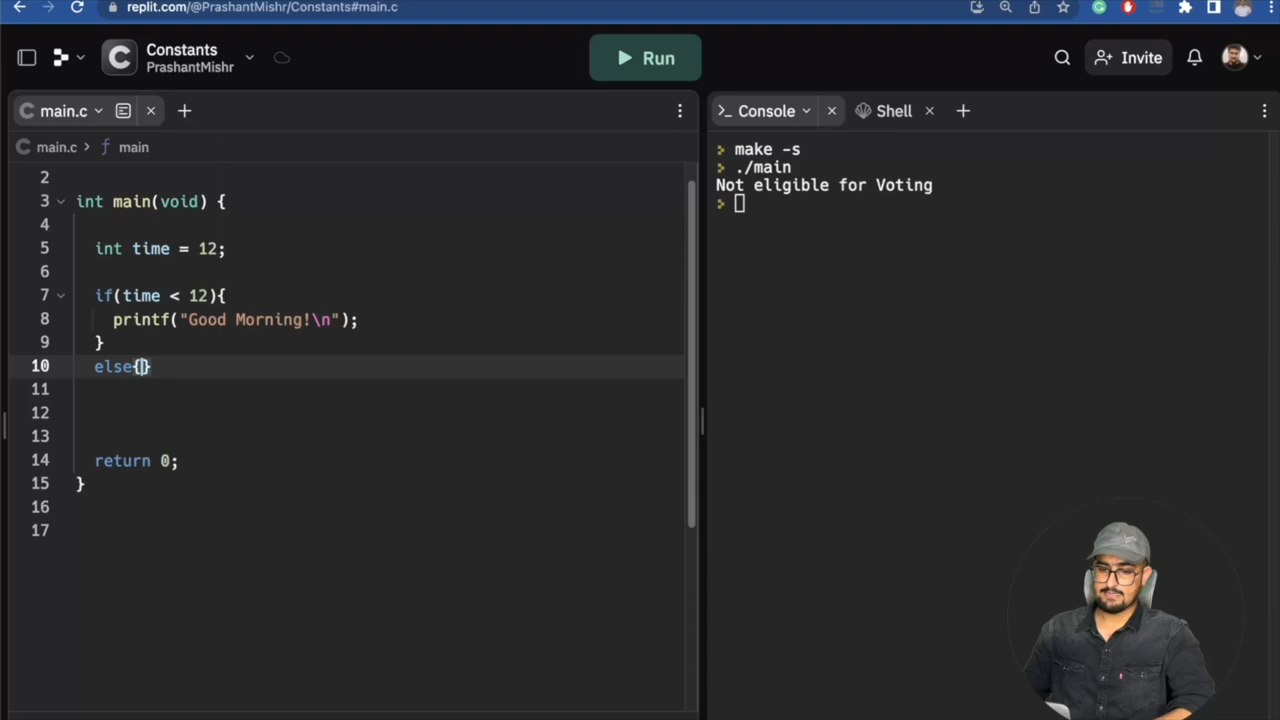 replit.com/@PrashantMishr/Constants#main.c
Constants
PrashantMishr
Run
Invite
main.c
Console
Shell
main.c > f main
make -s
./main
Not eligible for Voting
2
3 int main(void) {
4
5 int time = 12;
6
7 if(time < 12){
8 printf("Good Morning!\n");
9 }
10 else{}
11
12
13
14 return 0;
15 }
16
17